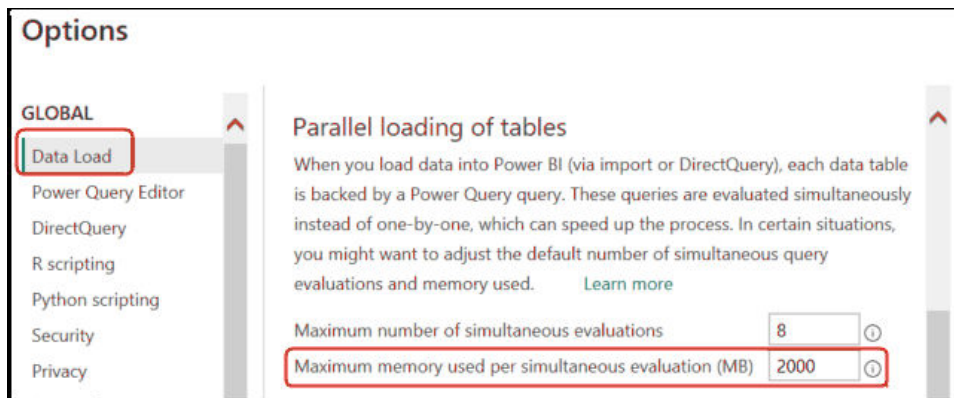 Options
GLOBAL
Data Load
Power Query Editor
DirectQuery
R scripting
Python scripting
Security
Privacy
Parallel loading of tables
When you load data into Power BI (via import or DirectQuery), each data table
is backed by a Power Query query. These queries are evaluated simultaneously
instead of one-by-one, which can speed up the process. In certain situations,
you might want to adjust the default number of simultaneous query
evaluations and memory used. Learn more
Maximum number of simultaneous evaluations 8
Maximum memory used per simultaneous evaluation (MB) 2000